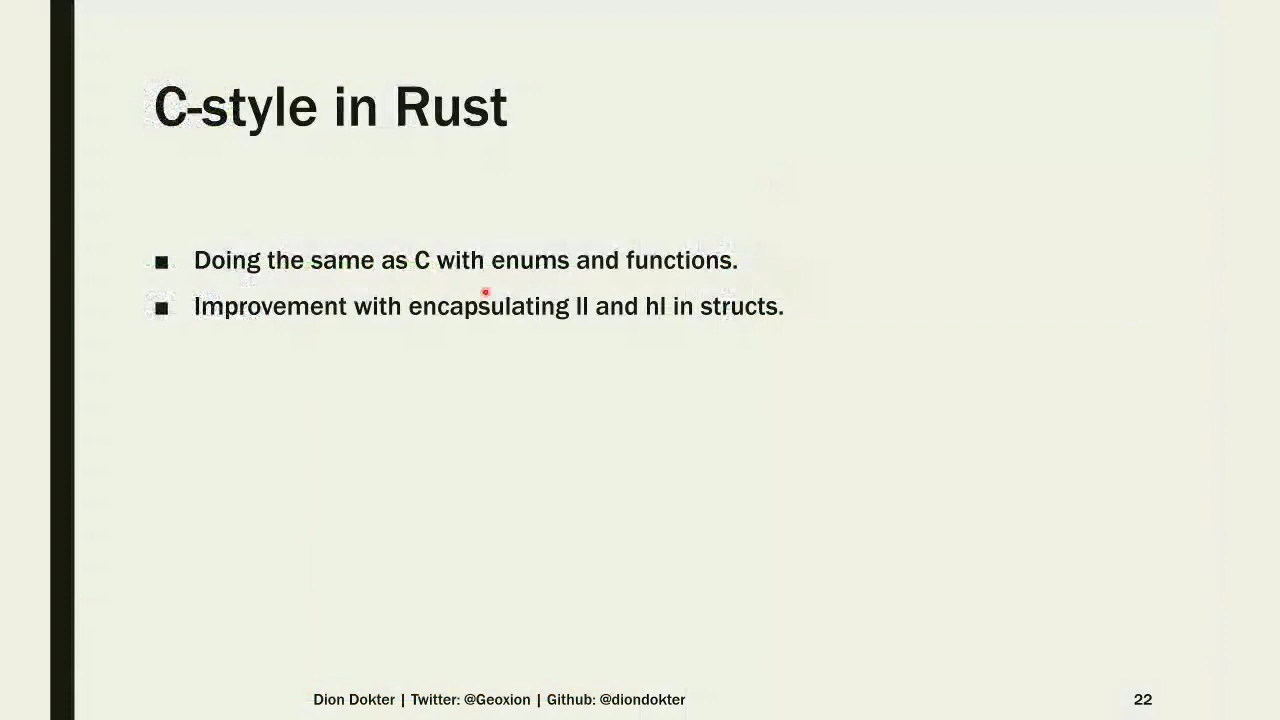 C-style in Rust
■ Doing the same as C with enums and functions.
■ Improvement with encapsulating ll and hl in structs.
Dion Dokter | Twitter: @Geoxion | Github: @diondokter
22